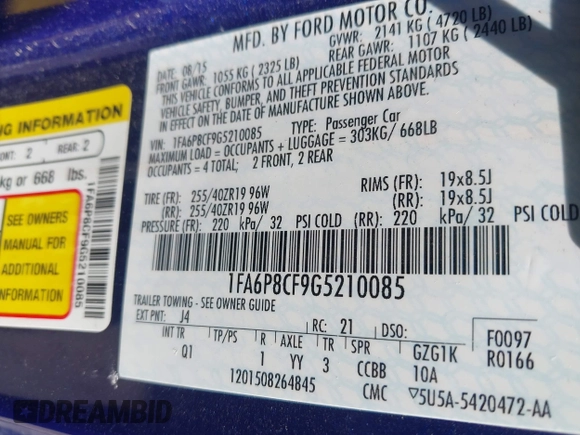 MFD. BY FORD MOTOR CO.
DATE: 08/15
GVWR: 2141 KG ( 4720 LB)
FRONT GAWR: 1055 KG ( 2325 LB)
REAR GAWR: 1107 KG ( 2440 LB)
THIS VEHICLE CONFORMS TO ALL APPLICABLE FEDERAL MOTOR
VEHICLE SAFETY, BUMPER, AND THEFT PREVENTION STANDARDS
IN EFFECT ON THE DATE OF MANUFACTURE SHOWN ABOVE.
VIN: 1FA6P8CF9G5210085
TYPE: Passenger Car
MAXIMUM LOAD = OCCUPANTS + LUGGAGE = 303KG/ 668LB
OCCUPANTS = 4 TOTAL; 2 FRONT, 2 REAR
TIRE (FR): 255/40ZR19 96W RIMS (FR): 19x8.5J
(RR): 255/40ZR19 96W (RR): 19x8.5J
PRESSURE (FR): 220 kPa/ 32 PSI COLD (RR): 220 kPa/ 32 PSI COLD
1FA6P8CF9G5210085
TRAILER TOWING - SEE OWNER GUIDE
EXT PNT: J4 RC: 21 DSO:
F0097
R0166
INT TR TP/PS R AXLE TR SPR
Q1 1 YY 3 CCBB
GZG1K
10A
1201508264845
CMC
▽5U5A-5420472-AA
NG INFORMATION
ONT: 2 REAR: 2
kg or 668 lbs.
SEE OWNERS
MANUAL FOR
ADDITIONAL
INFORMATION
1FA6P8CF9G5210085
DREAMBID